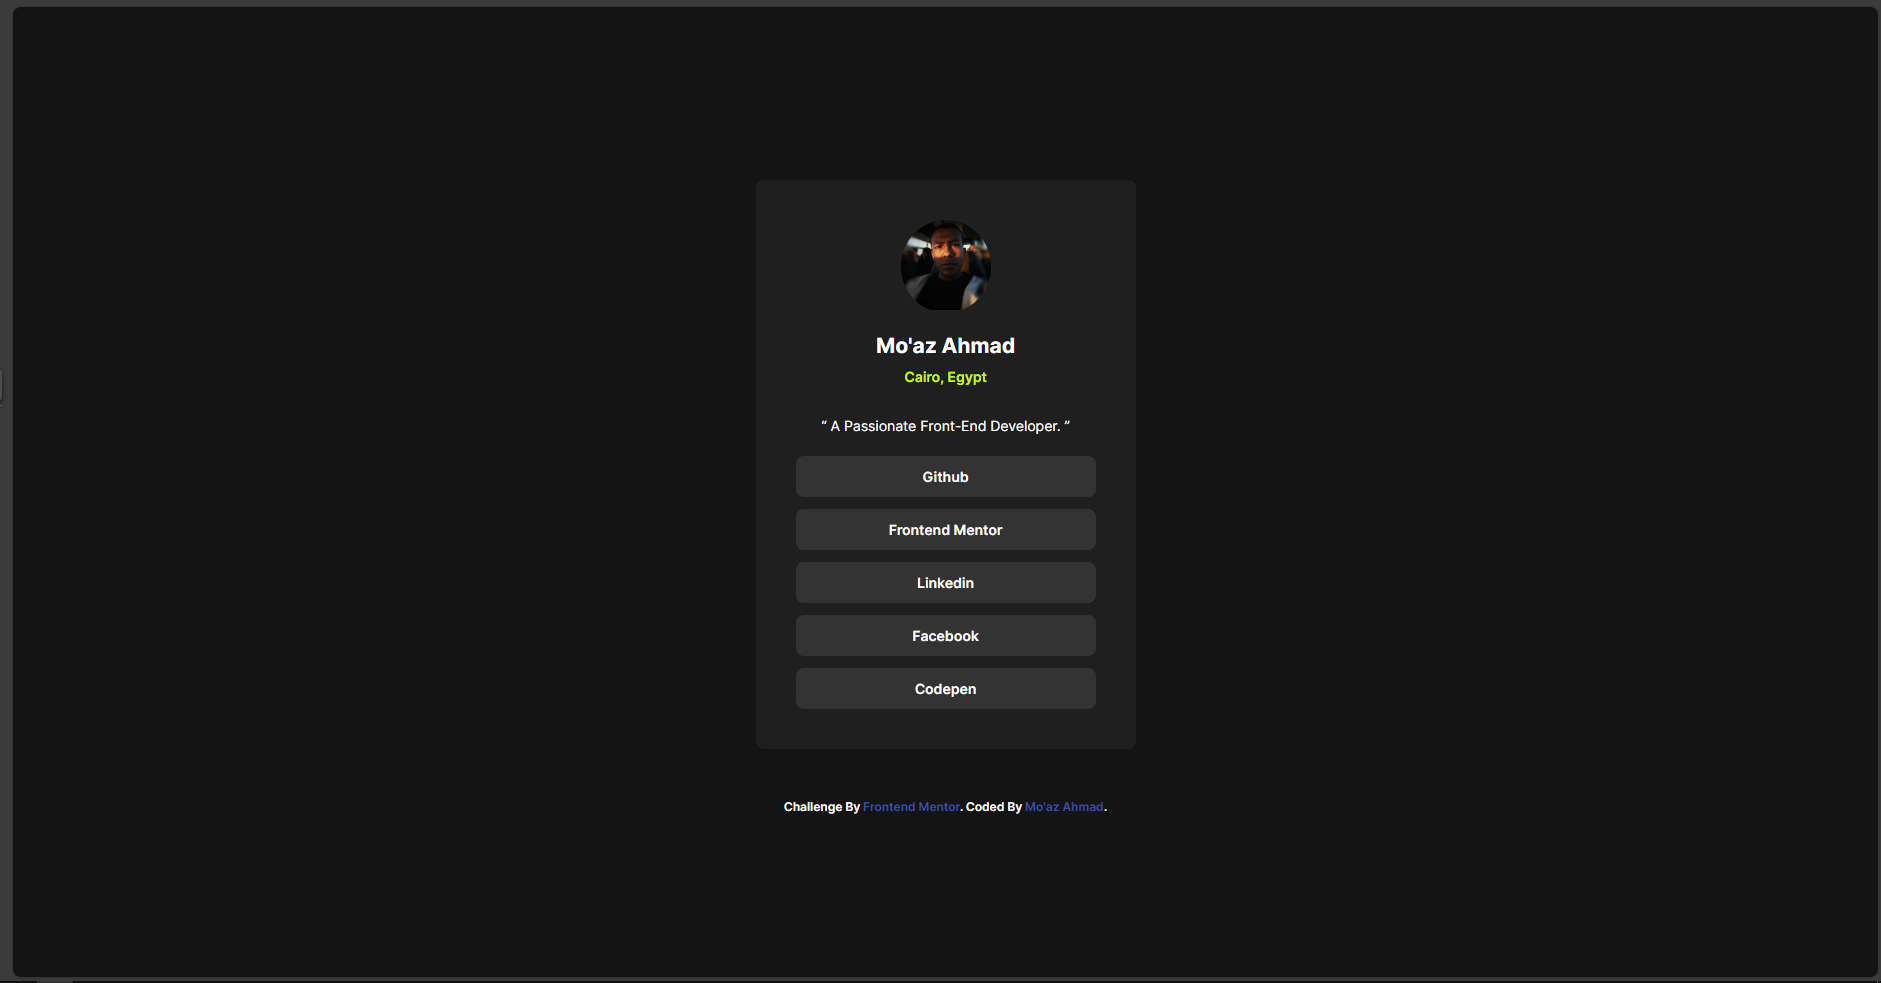 Mo'az Ahmad
Cairo, Egypt
“ A Passionate Front-End Developer. ”
Github
Frontend Mentor
Linkedin
Facebook
Codepen
Challenge By Frontend Mentor. Coded By Mo'az Ahmad.